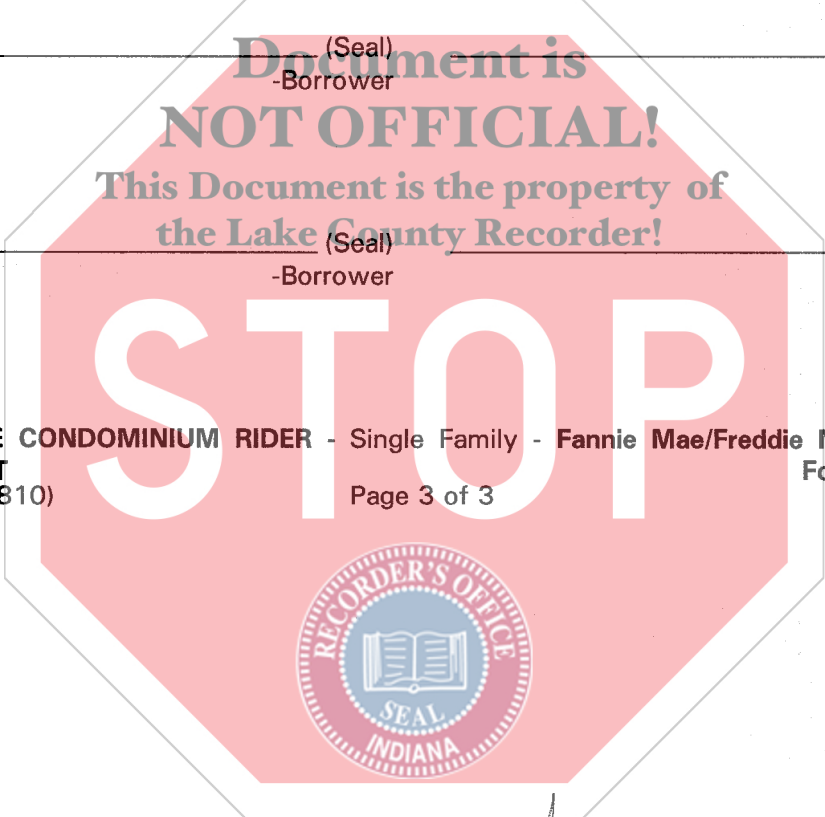 (Seal)
-Borrower
Document is
NOT OFFICIAL!
This Document is the property of
the Lake County Recorder!
(Seal)
-Borrower
STOP
CONDOMINIUM RIDER - Single Family - Fannie Mae/Freddie
810)
Page 3 of 3
RECORDER'S OFFICE
SEAL
INDIANA